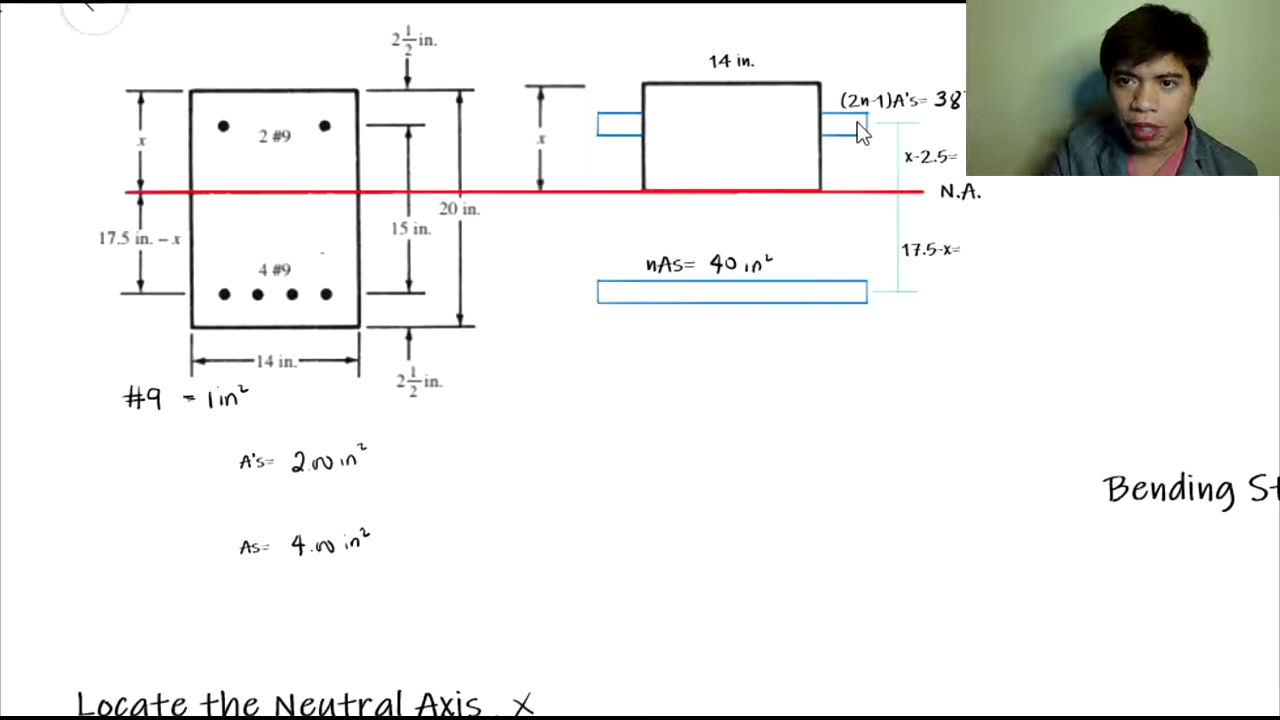 2 1/2 in.
2 #9
x
17.5 in. – x
4 #9
15 in.
20 in.
14 in.
2 1/2 in.
14 in.
x
(2n-1)A's= 38
x-2.5=
N.A.
17.5-x=
nAs= 40 in²
#9 = 1in²
A's= 2.00 in²
As= 4.00 in²
Bending St
Locate the Neutral Axis, x